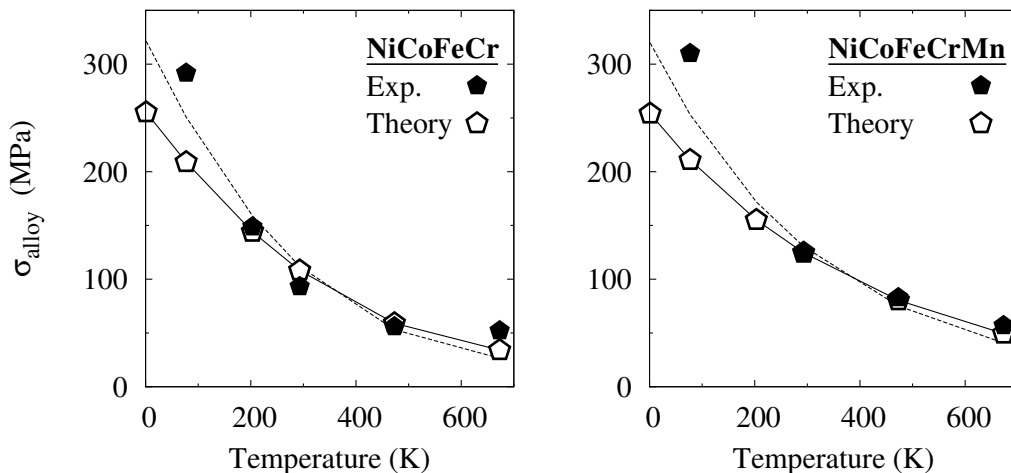 NiCoFeCr
Exp.
Theory
300
200
100
0
0 200 400 600
Temperature (K)
σalloy (MPa)
NiCoFeCrMn
Exp.
Theory
300
200
100
0
0 200 400 600
Temperature (K)